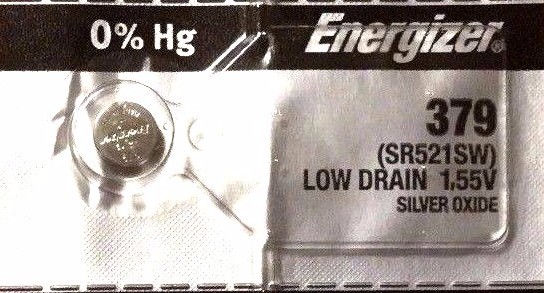 0% Hg
Energizer®
379
(SR521SW)
LOW DRAIN 1,55V
SILVER OXIDE